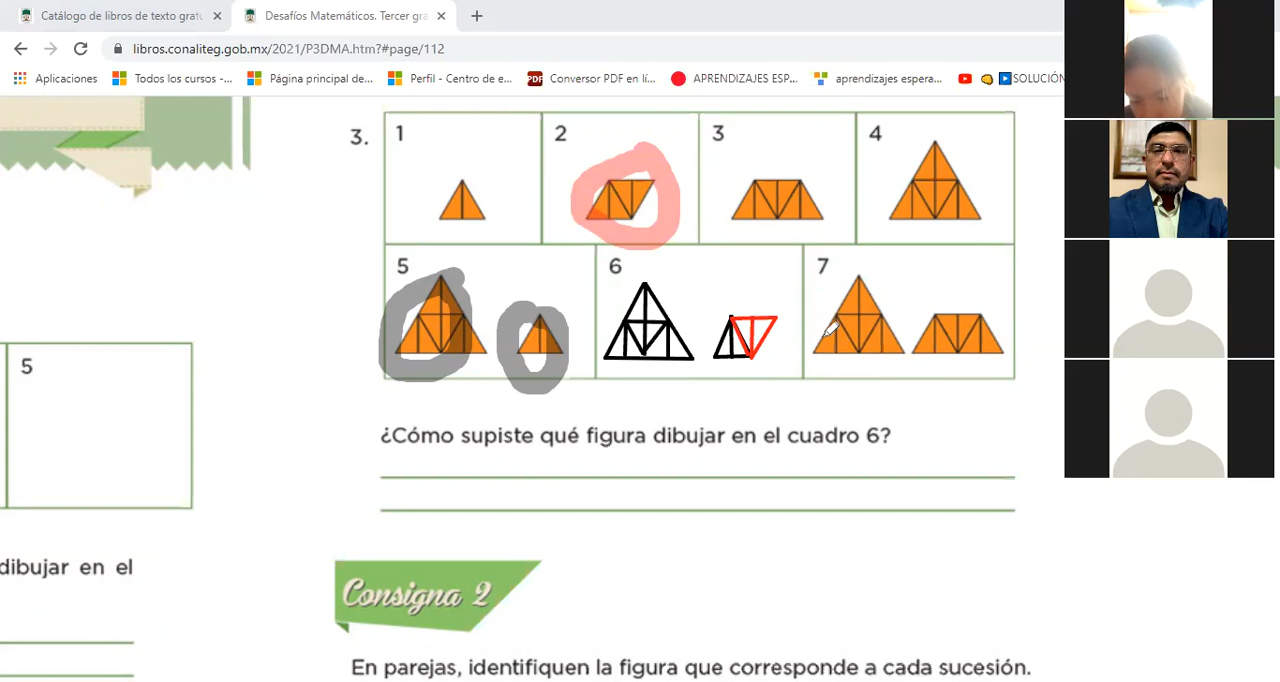 Catálogo de libros de texto gratu
Desafíos Matemáticos. Tercer gra
libros.conaliteg.gob.mx/2021/P3DMA.htm?#page/112
Aplicaciones
Todos los cursos -...
Página principal de...
Perfil - Centro de e...
PDF
Conversor PDF en lí...
APRENDIZAJES ESP...
aprendizajes espera...
SOLUCIÓN
3.
1
2
3
4
5
6
7
5
¿Cómo supiste qué figura dibujar en el cuadro 6?
dibujar en el
Consigna 2
En parejas, identifiquen la figura que corresponde a cada sucesión.